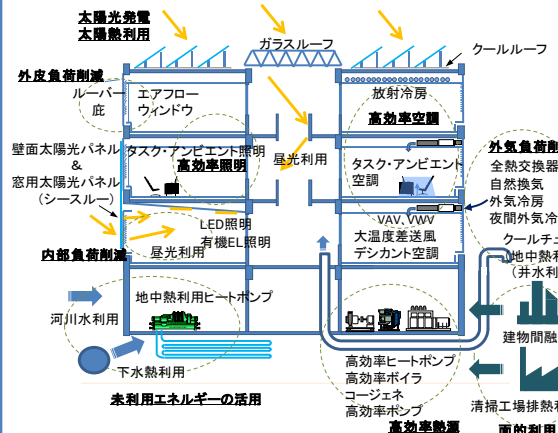 太陽光発電
太陽熱利用
ガラスルーフ
クールルーフ
外皮負荷削減
ルーバー
庇
エアフロー
ウィンドウ
放射冷房
高効率空調
壁面太陽光パネル
&
窓用太陽光パネル
(シースルー)
タスク・アンビエント照明
高効率照明
昼光利用
タスク・アンビエント
空調
外気負荷削
全熱交換器
自然換気
外気冷房
夜間外気冷
LED照明
有機EL照明
昼光利用
内部負荷削減
VAV、VWV
大温度差送風
デシカント空調
クールチュ
(地中熱利
(井水利
地中熱利用ヒートポンプ
河川水利用
下水熱利用
未利用エネルギーの活用
高効率ヒートポンプ
高効率ボイラ
コージェネ
高効率ポンプ
高効率熱源
建物間融
清掃工場排熱利
面的利用